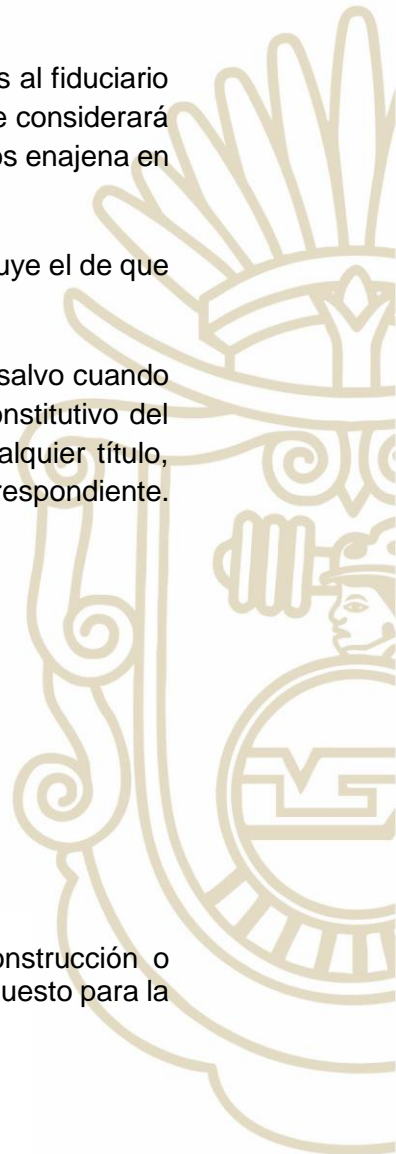 s al fiduciario
e considerará
os enajena en
uye el de que
salvo cuando
onstitutivo del
alquier título,
respondiente.
onstrucción o
uesto para la